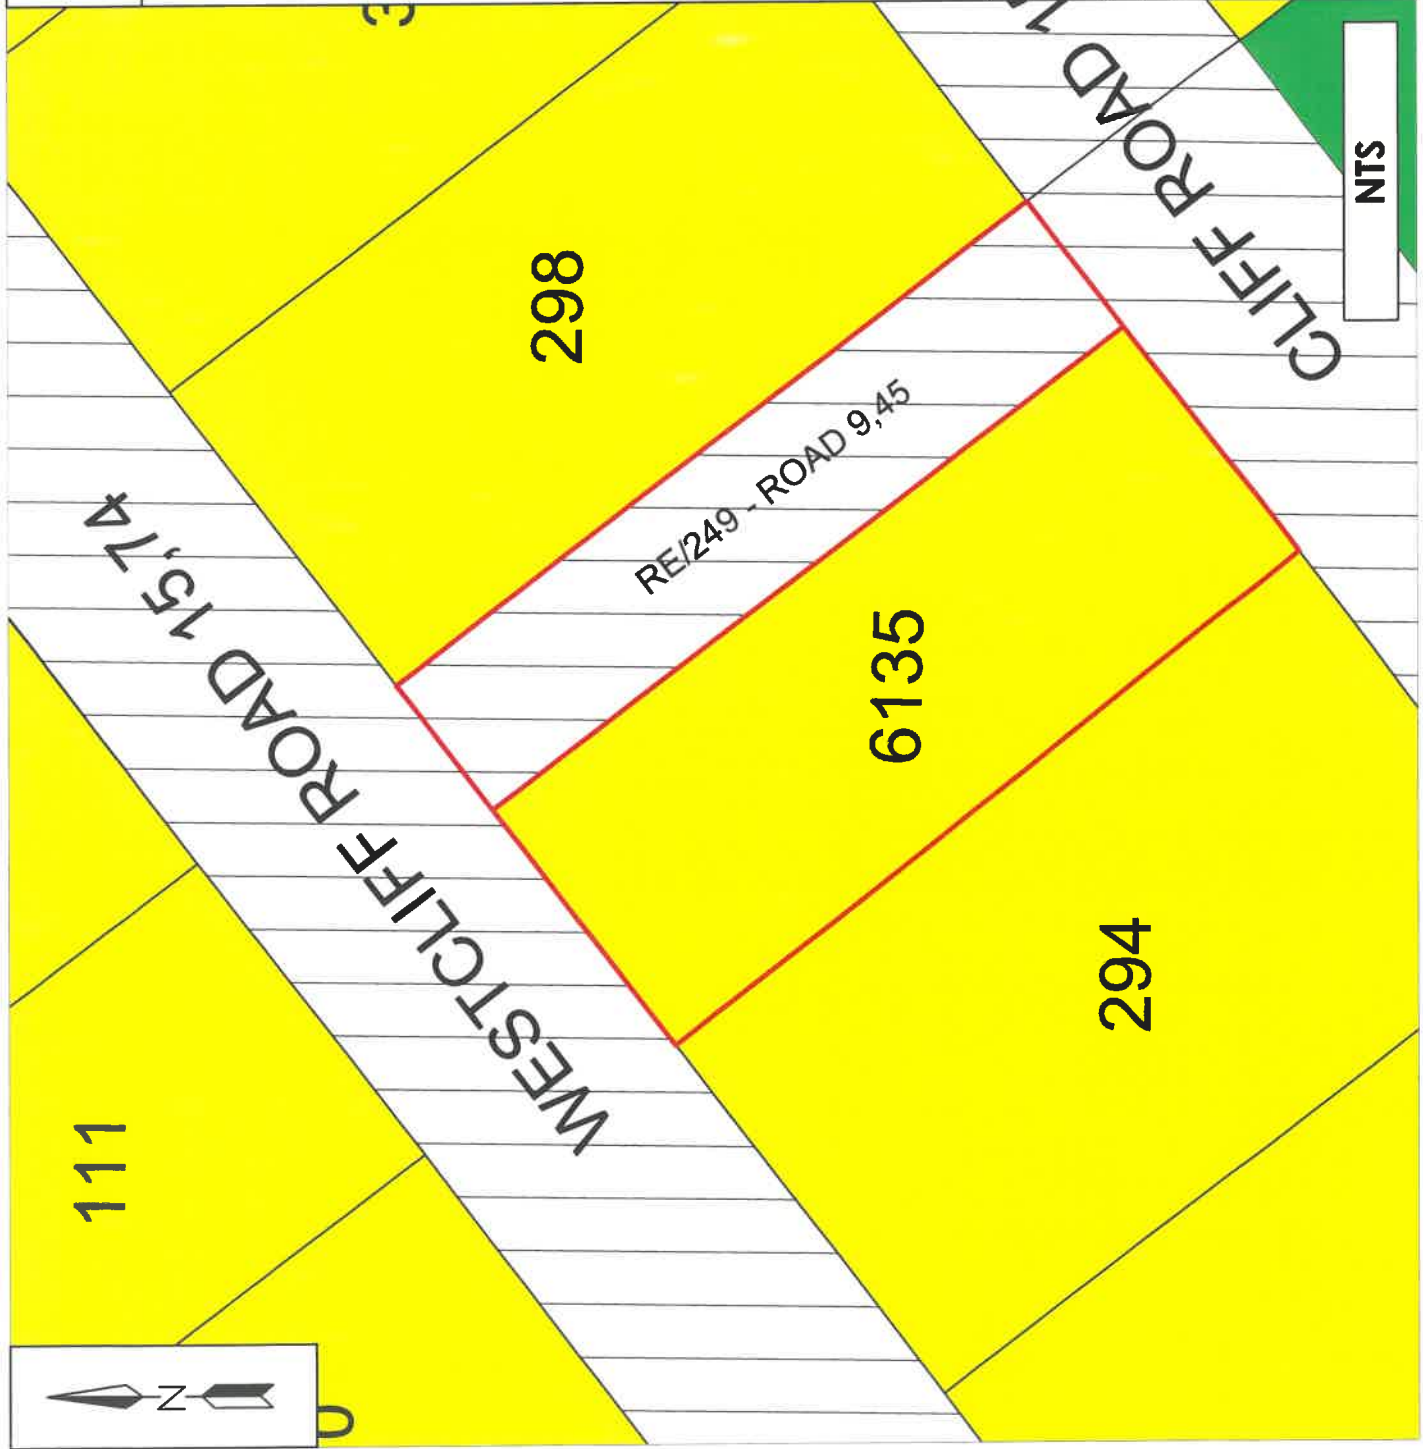 298
WESTCLIFF ROAD 15,74
RE/249 - ROAD 9,45
CLIFF ROAD
6135
294
111
N
NTS